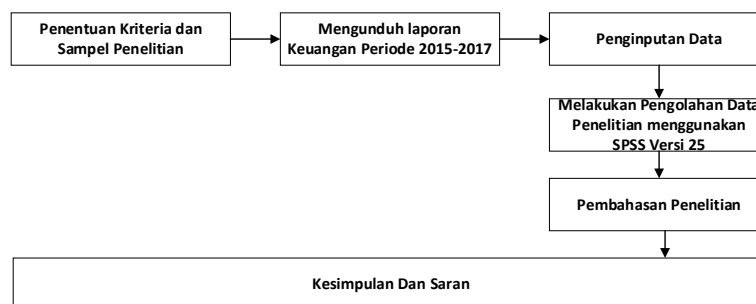 Penentuan Kriteria dan
Sampel Penelitian
Mengunduh laporan
Keuangan Periode 2015-2017
Penginputan Data
Melakukan Pengolahan Data
Penelitian menggunakan
SPSS Versi 25
Pembahasan Penelitian
Kesimpulan Dan Saran